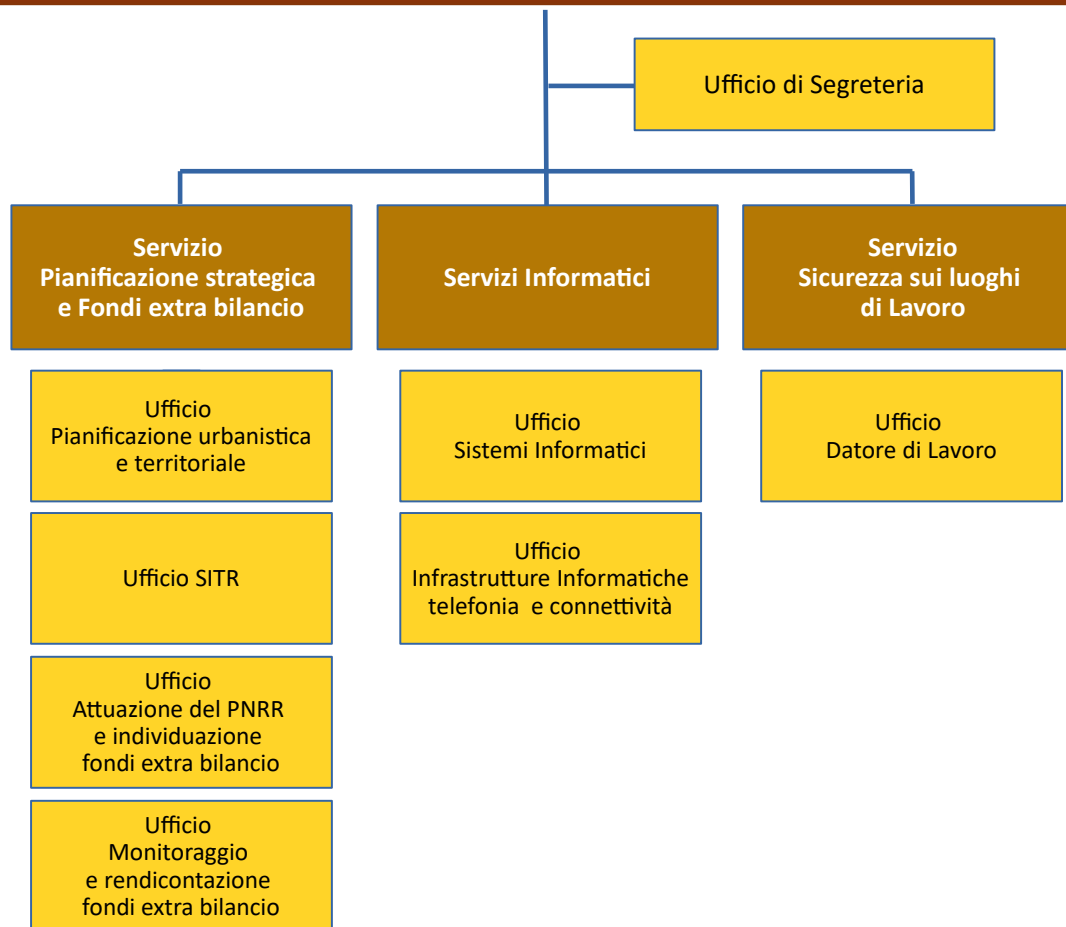 Ufficio di Segreteria
Servizio
Pianificazione strategica
e Fondi extra bilancio
Servizi Informatici
Servizio
Sicurezza sui luoghi
di Lavoro
Ufficio
Pianificazione urbanistica
e territoriale
Ufficio
Sistemi Informatici
Ufficio
Datore di Lavoro
Ufficio SITR
Ufficio
Infrastrutture Informatiche
telefonia  e connettività
Ufficio
Attuazione del PNRR
e individuazione
fondi extra bilancio
Ufficio
Monitoraggio
e rendicontazione
fondi extra bilancio